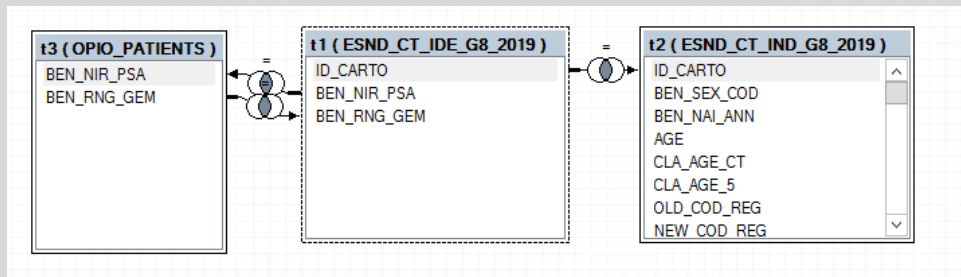 t3 ( OPIO_PATIENTS )
BEN_NIR_PSA
BEN_RNG_GEM
=
=
t1 ( ESND_CT_IDE_G8_2019 )
ID_CARTO
BEN_NIR_PSA
BEN_RNG_GEM
=
t2 ( ESND_CT_IND_G8_2019 )
ID_CARTO
BEN_SEX_COD
BEN_NAI_ANN
AGE
CLA_AGE_CT
CLA_AGE_5
OLD_COD_REG
NEW_COD_REG